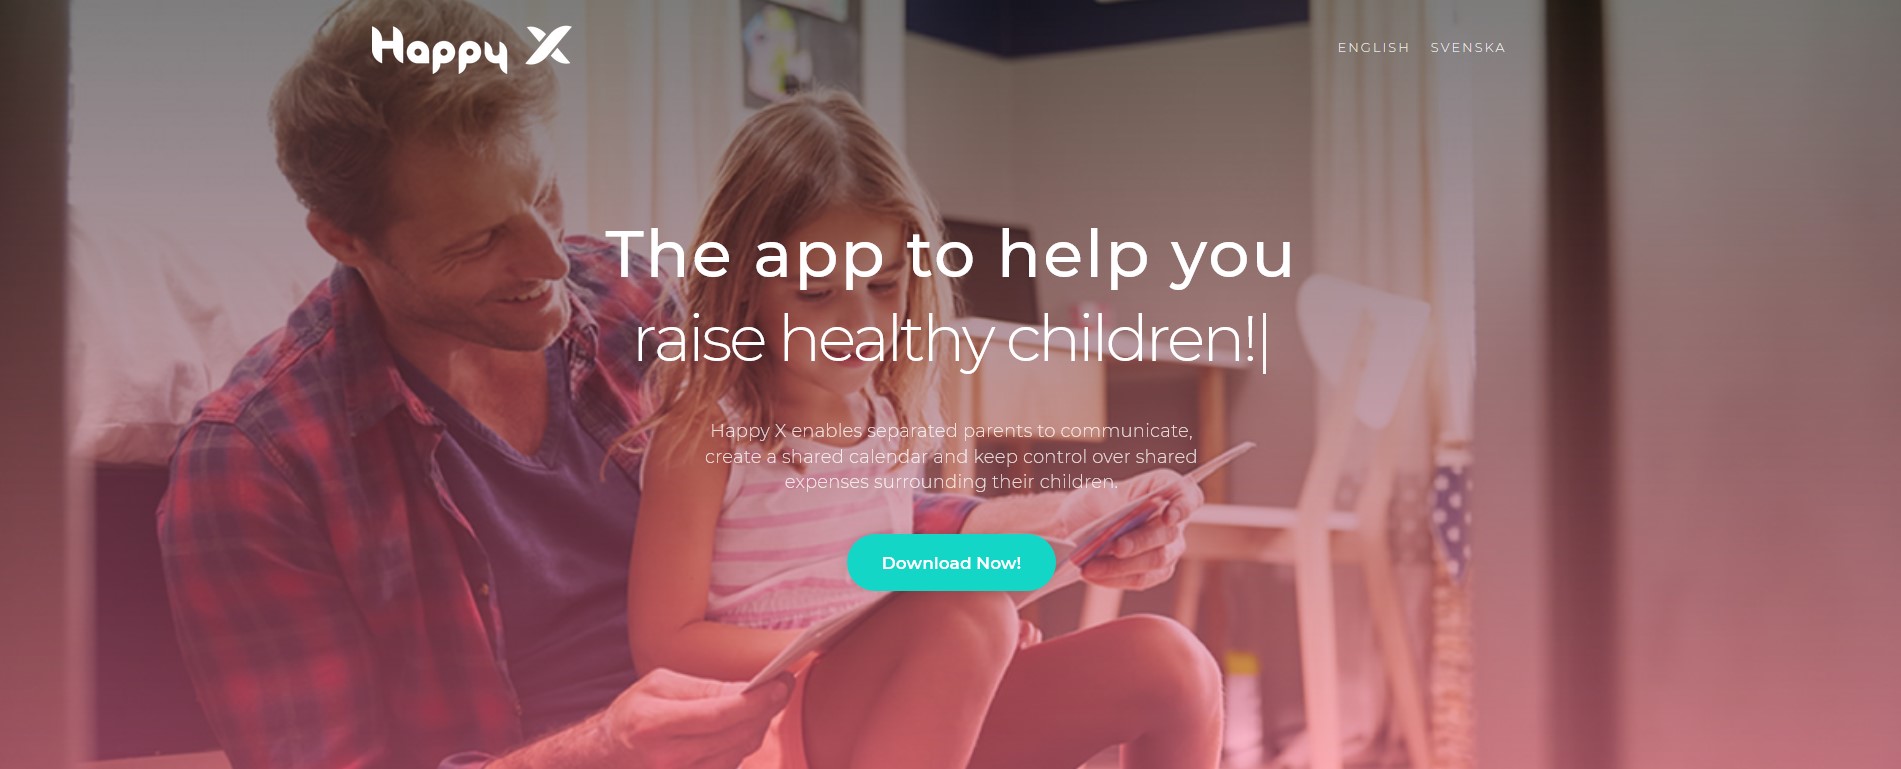 Happy X
ENGLISH SVENSKA
The app to help you
raise healthy children!|
Happy X enables separated parents to communicate,
create a shared calendar and keep control over shared
expenses surrounding their children.
Download Now!